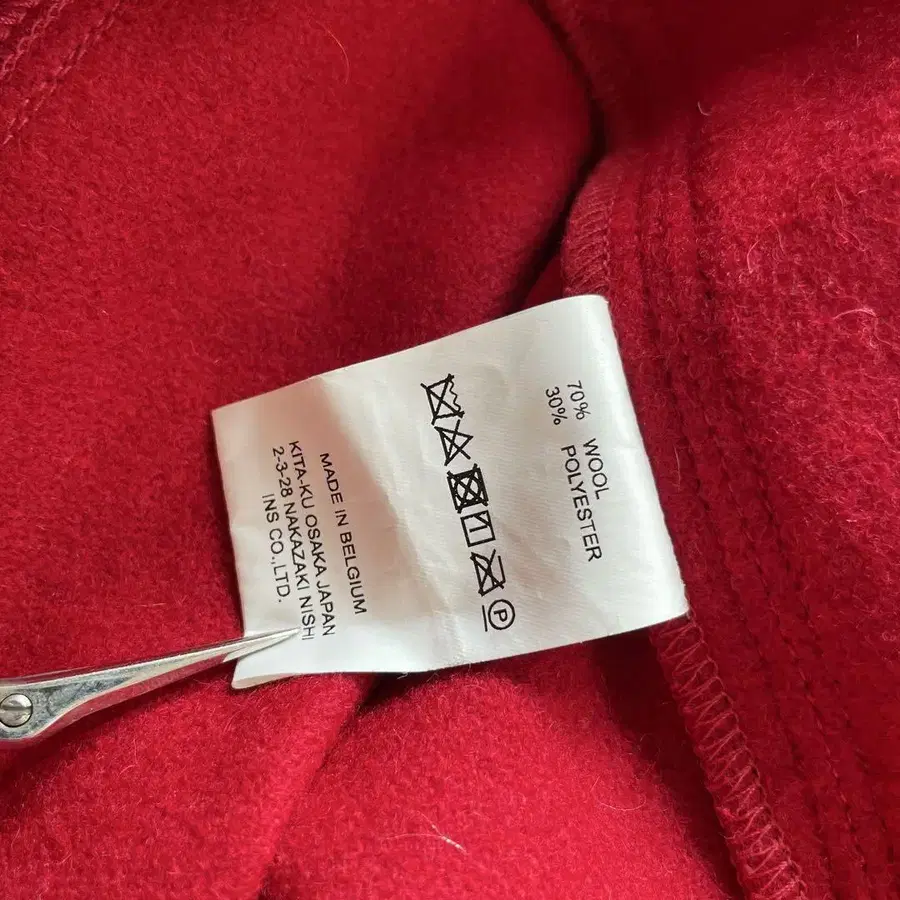 70% WOOL
30% POLYESTER
P
MADE IN BELGIUM
KITA-KU OSAKA JAPAN
2-3-28 NAKAZAKI NISHI
INS CO.,LTD.